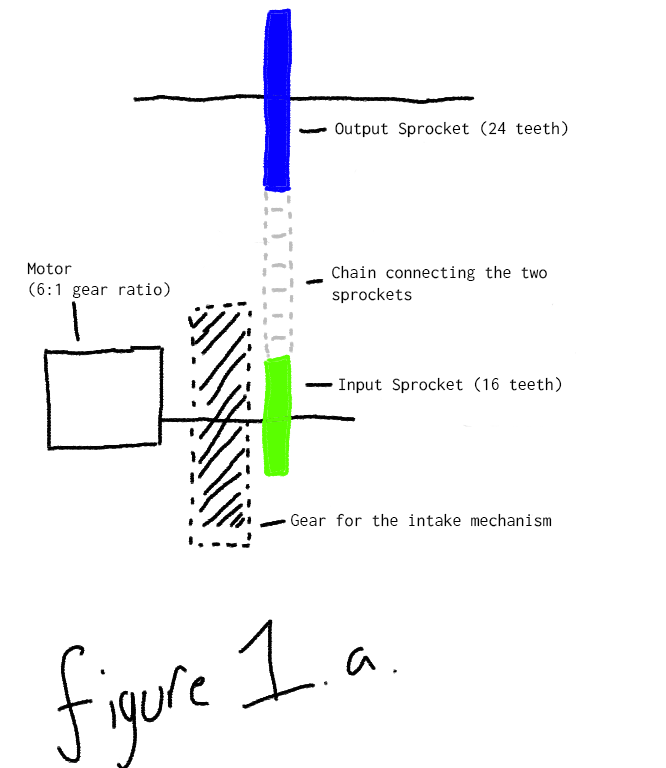 Output Sprocket (24 teeth)
Motor
(6:1 gear ratio)
Chain connecting the two
sprockets
Input Sprocket (16 teeth)
Gear for the intake mechanism
figure 1.a.